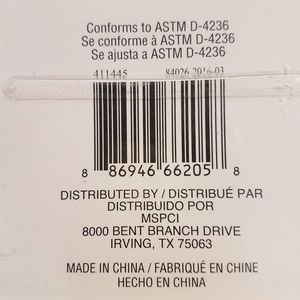 Conforms to ASTM D-4236
Se conforme à ASTM D-4236
Se ajusta a ASTM D-4236
411445 84026 2016-03
8 86946 66205 8
DISTRIBUTED BY / DISTRIBUÉ PAR
DISTRIBUIDO POR
MSPCI
8000 BENT BRANCH DRIVE
IRVING, TX 75063
MADE IN CHINA / FABRIQUÉ EN CHINE
HECHO EN CHINA